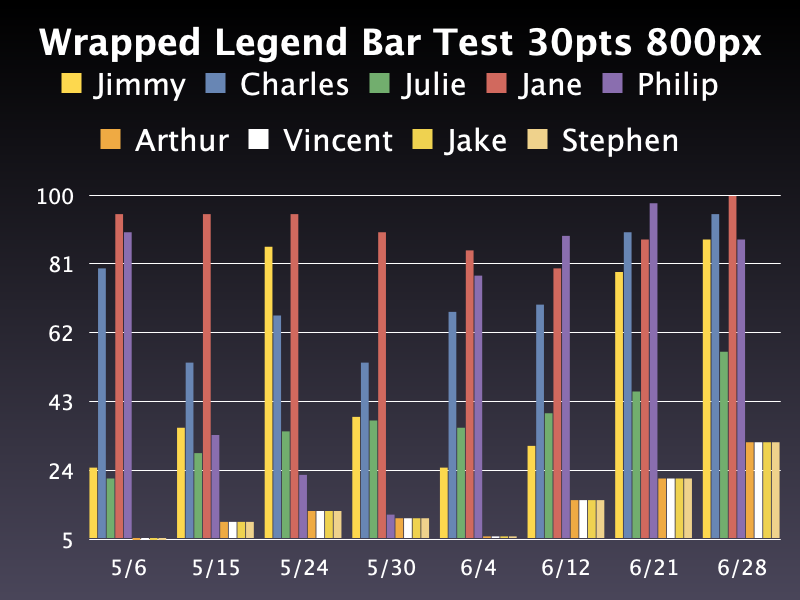 Wrapped Legend Bar Test 30pts 800px
Jimmy Charles Julie Jane Philip
Arthur Vincent Jake Stephen
100
81
62
43
24
5
5/6 5/15 5/24 5/30 6/4 6/12 6/21 6/28